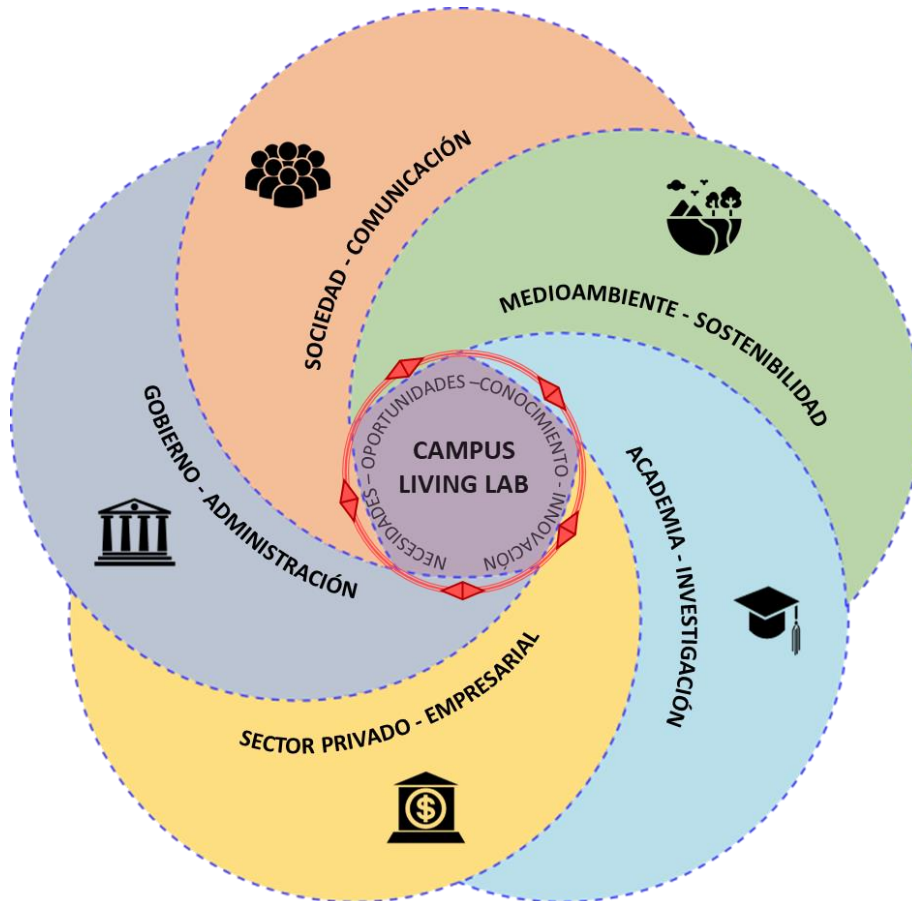 SOCIEDAD - COMUNICACIÓN
MEDIOAMBIENTE - SOSTENIBILIDAD
GOBIERNO - ADMINISTRACIÓN
NECESIDADES – OPORTUNIDADES –CONOCIMIENTO - INNOVACIÓN
CAMPUS
LIVING LAB
ACADEMIA - INVESTIGACIÓN
SECTOR PRIVADO - EMPRESARIAL
$